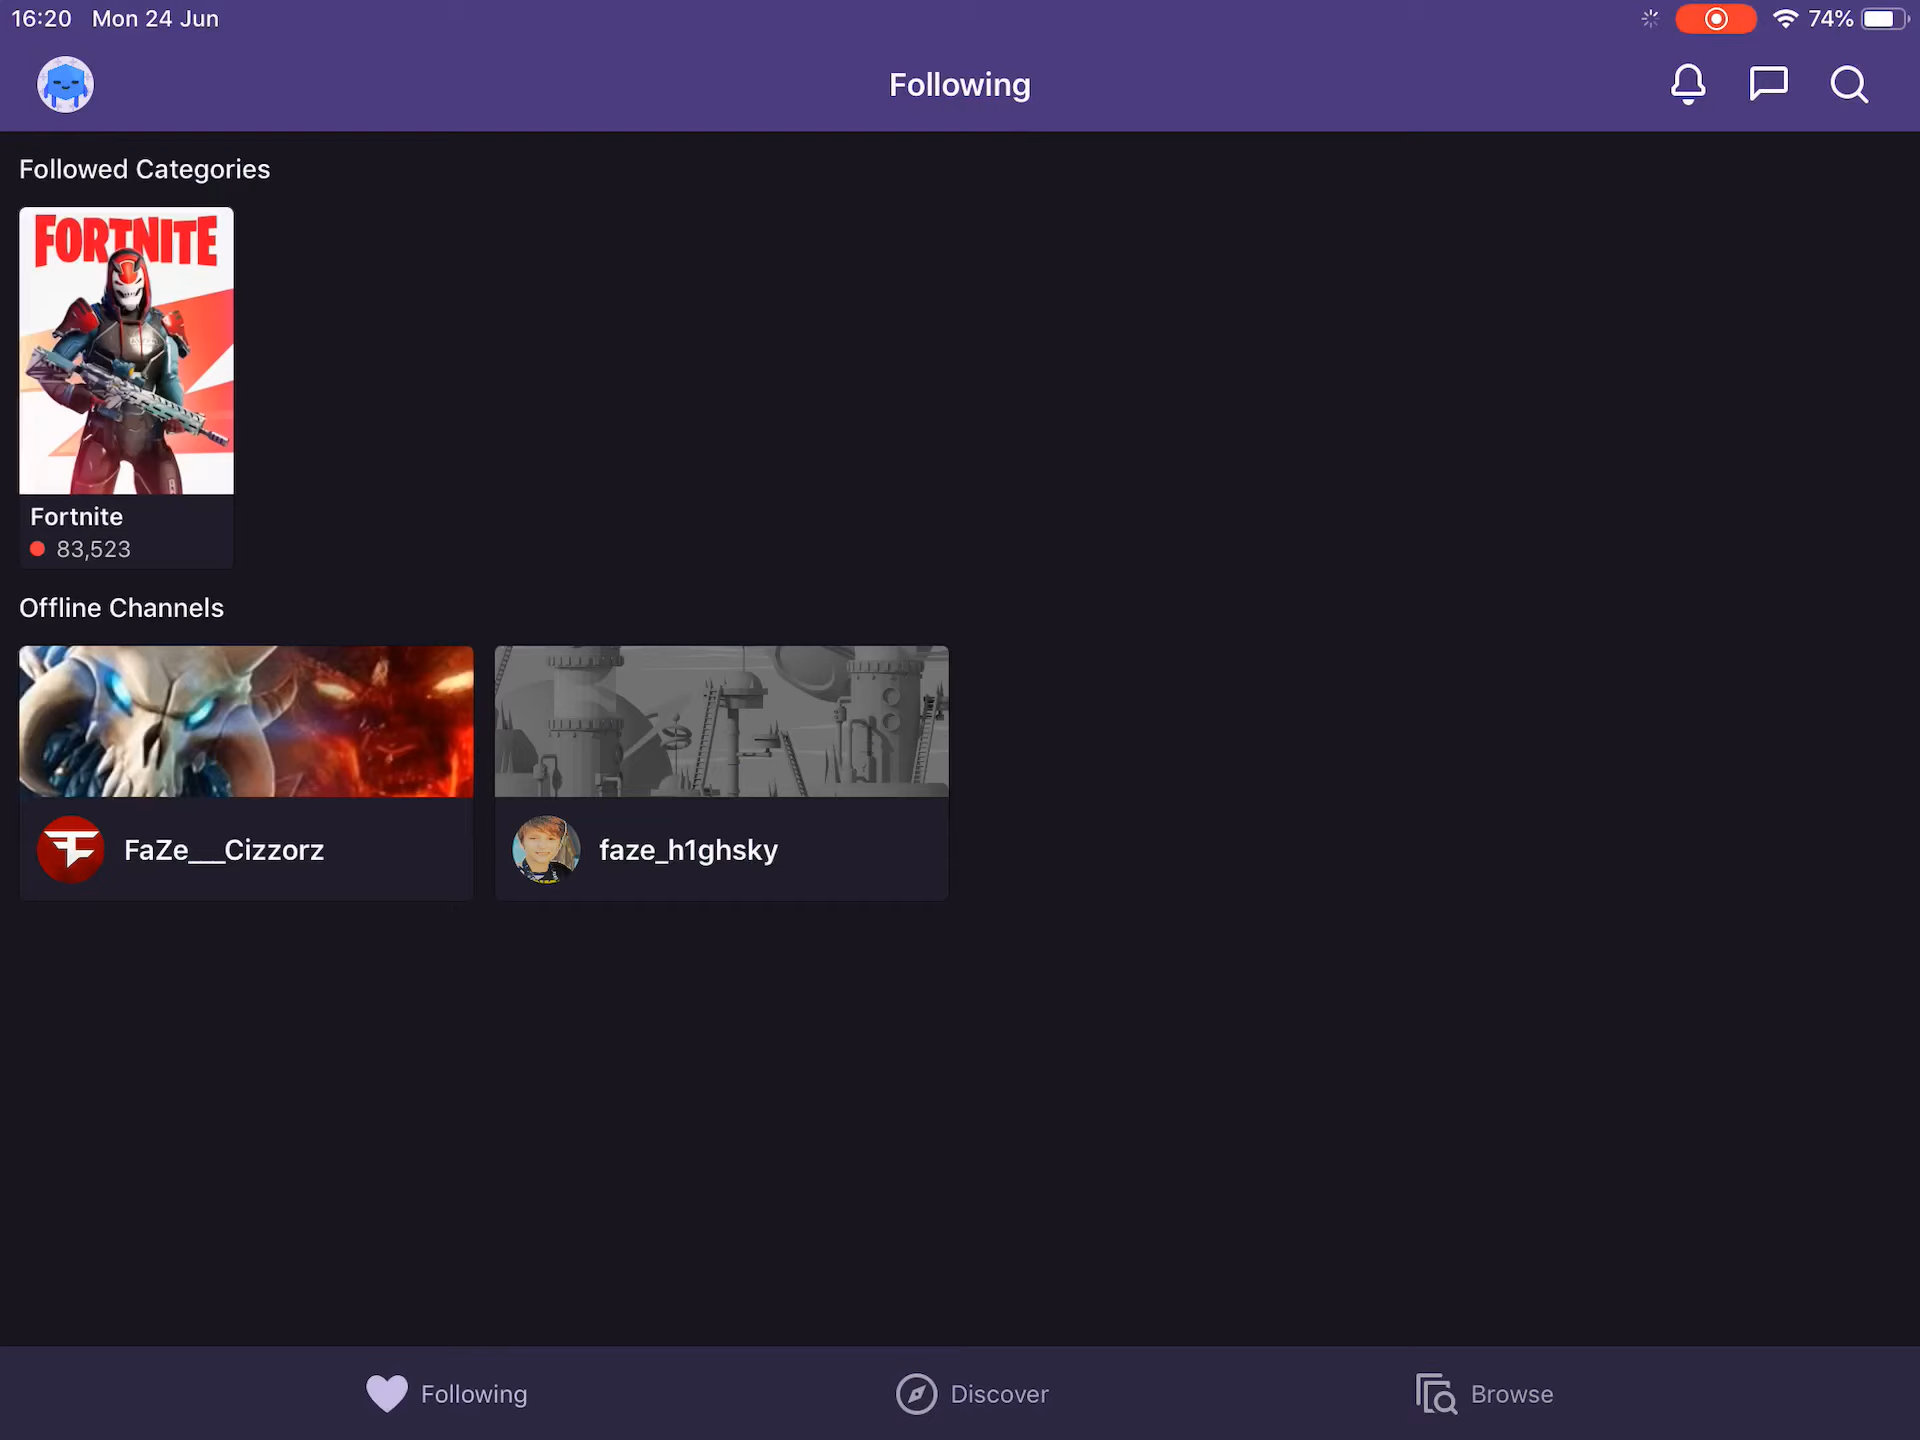 16:20 Mon 24 Jun
74%
Following
Followed Categories
FORTNITE
Fortnite
83,523
Offline Channels
FaZe___Cizzorz
faze_h1ghsky
Following
Discover
Browse